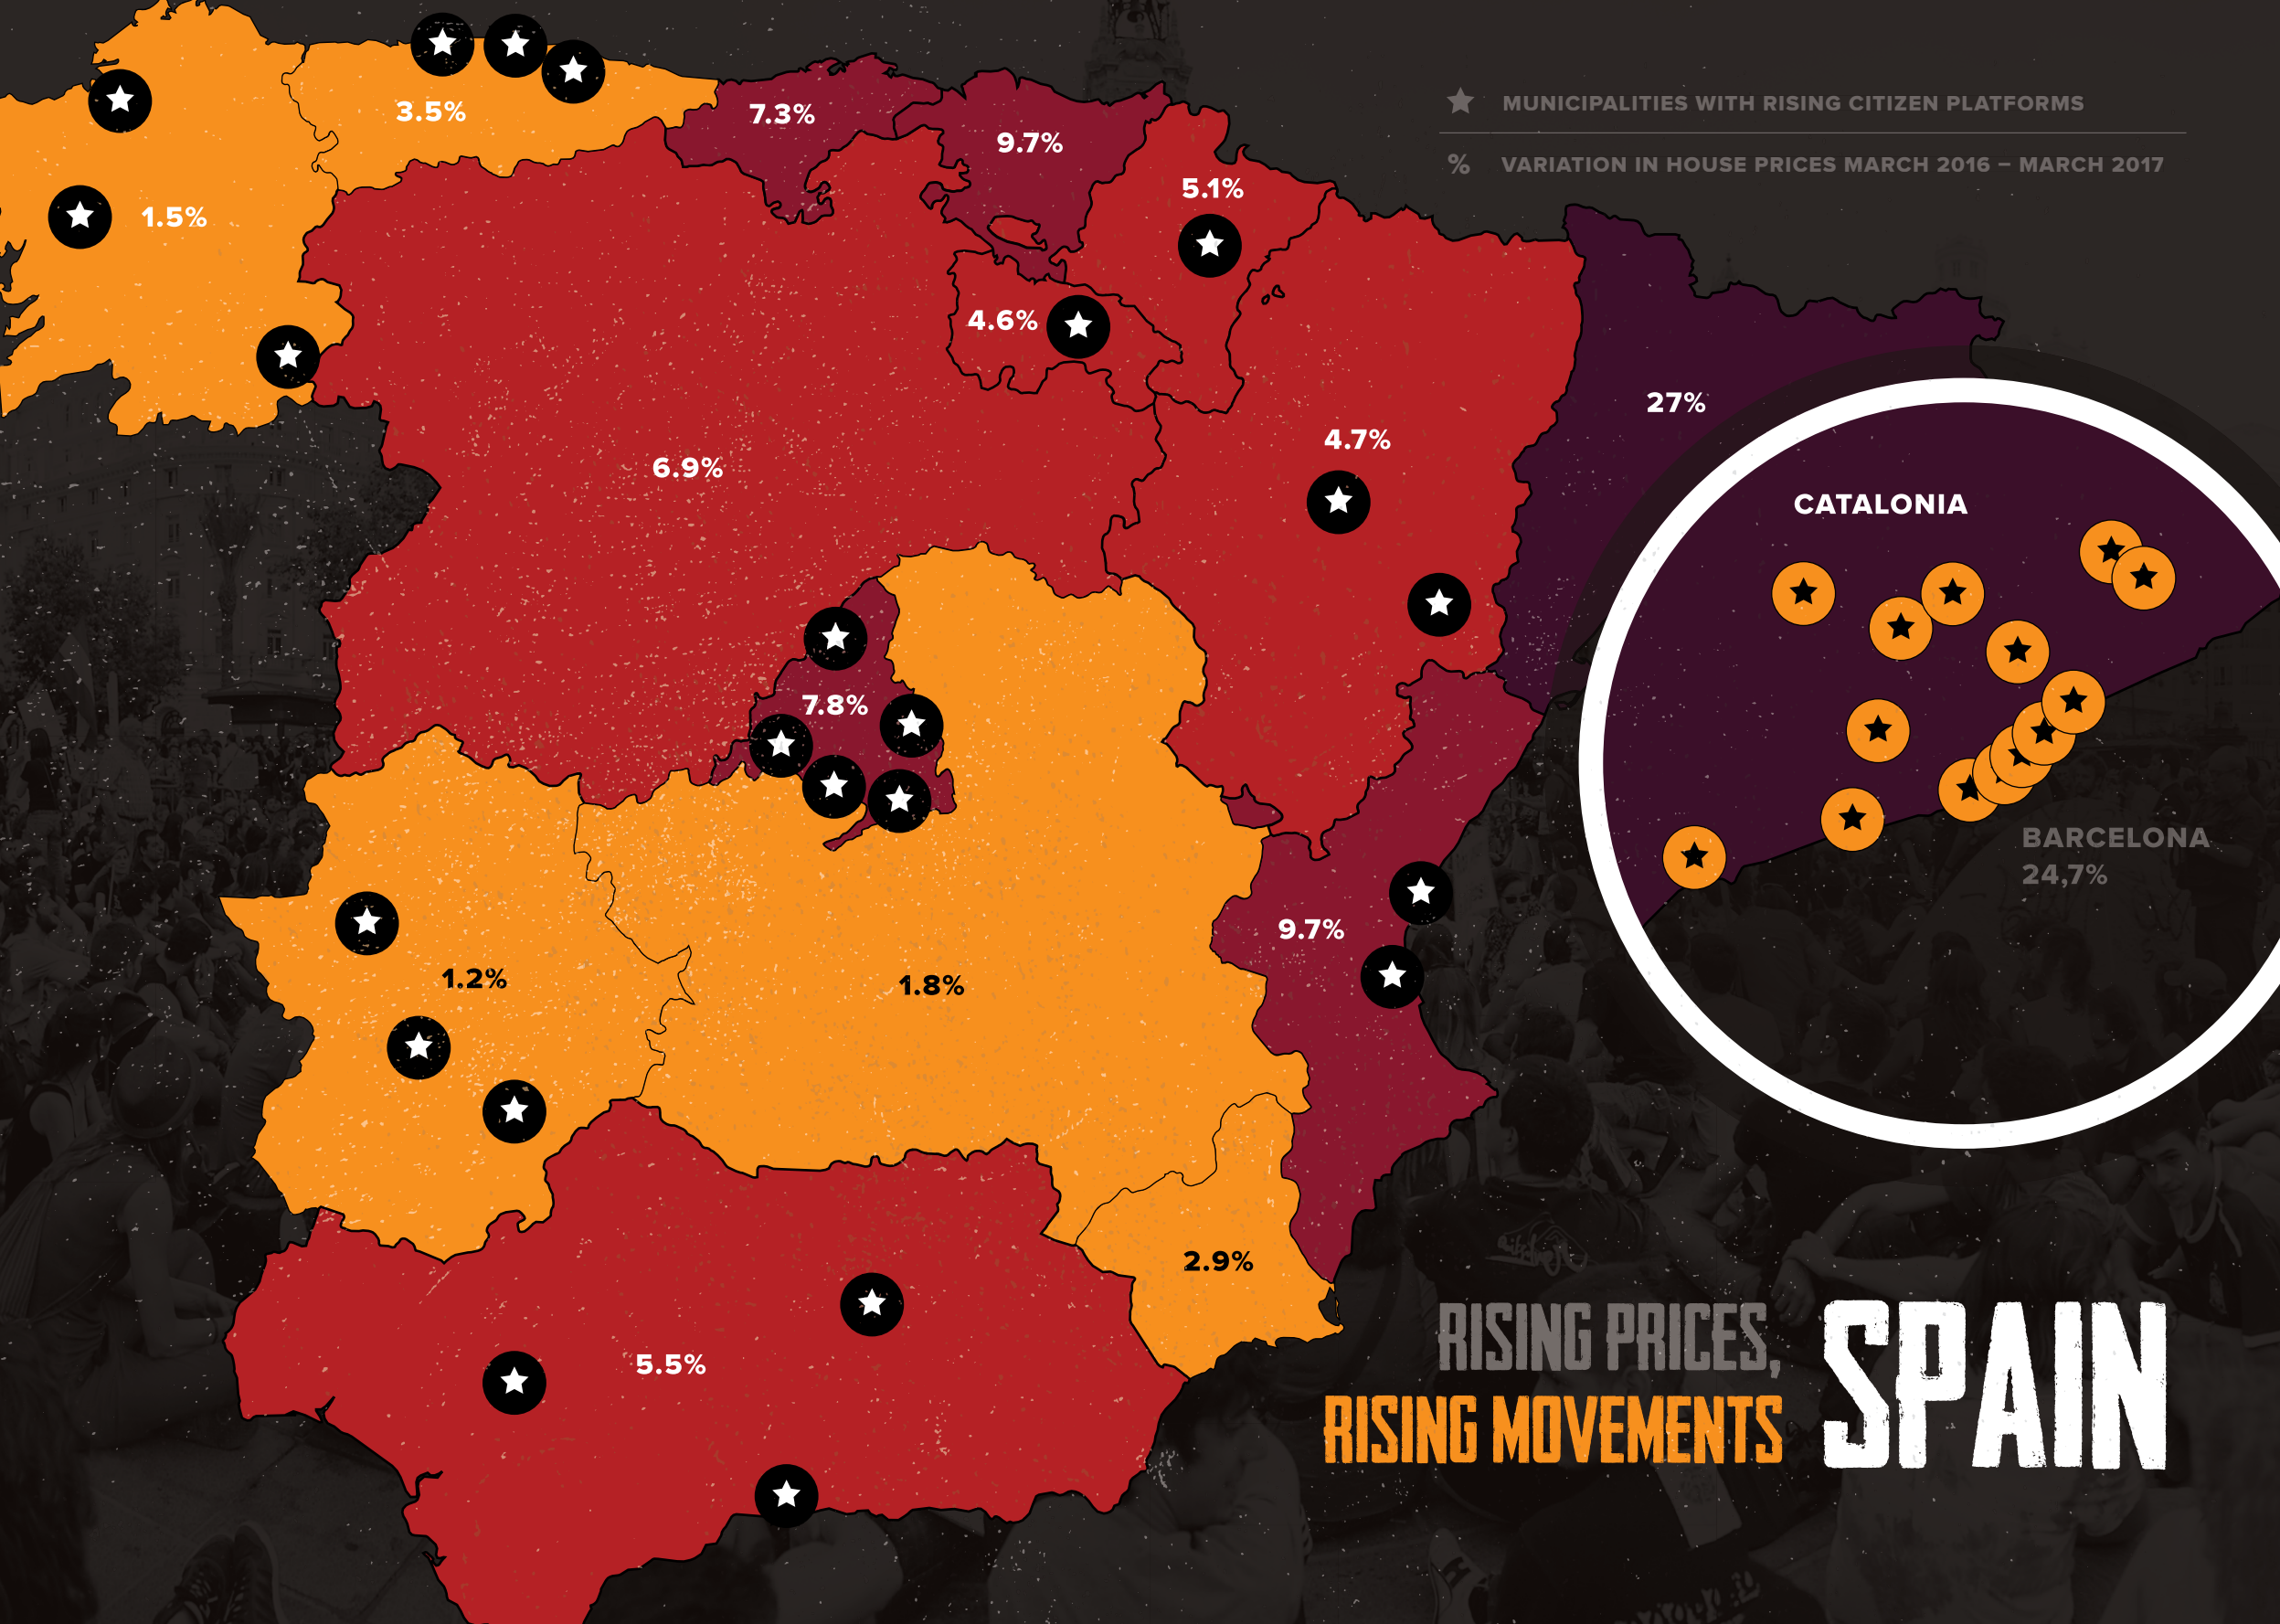 ★ MUNICIPALITIES WITH RISING CITIZEN PLATFORMS
% VARIATION IN HOUSE PRICES MARCH 2016 – MARCH 2017
3.5%
7.3%
9.7%
5.1%
1.5%
4.6%
27%
4.7%
6.9%
CATALONIA
7.8%
BARCELONA
24,7%
9.7%
1.2%
1.8%
2.9%
5.5%
RISING PRICES,
RISING MOVEMENTS
SPAIN